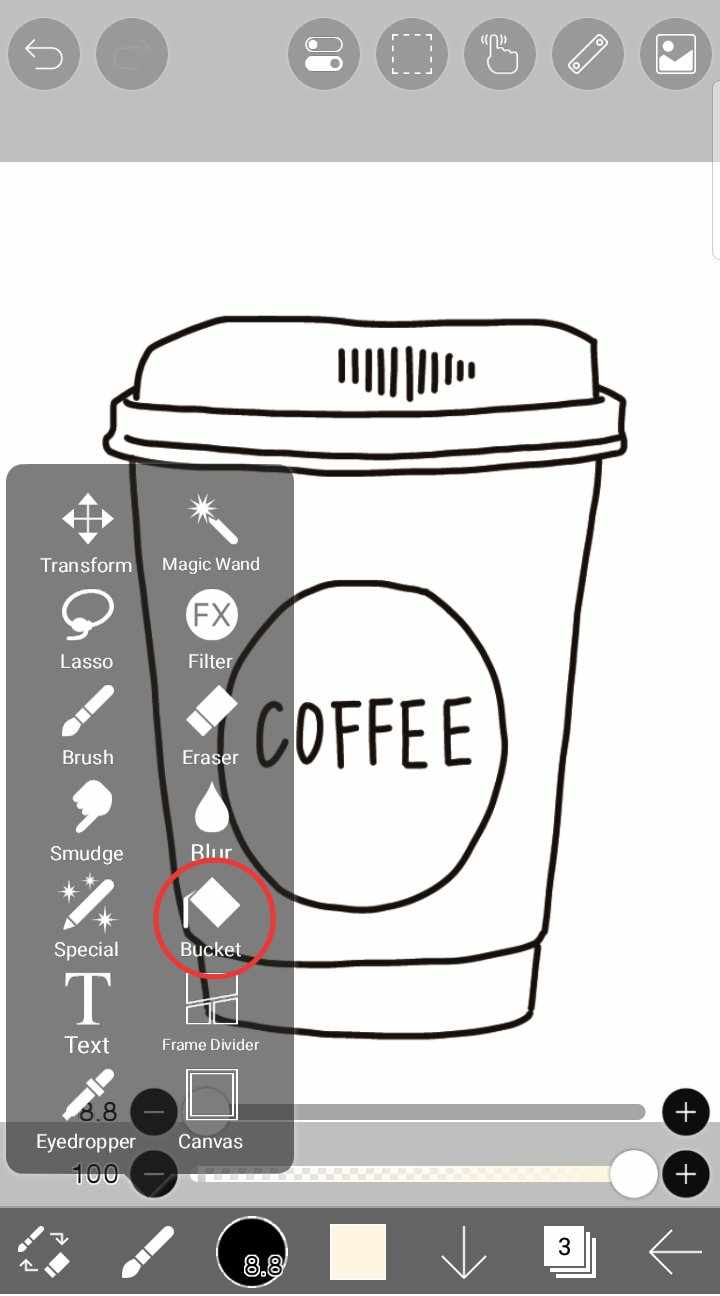 Transform Magic Wand
Lasso FX
Filter
Brush Eraser
COFFEE
Smudge Blur
Special Bucket
Text T
Frame Divider
8.8
Eyedropper Canvas
100
8.8 3